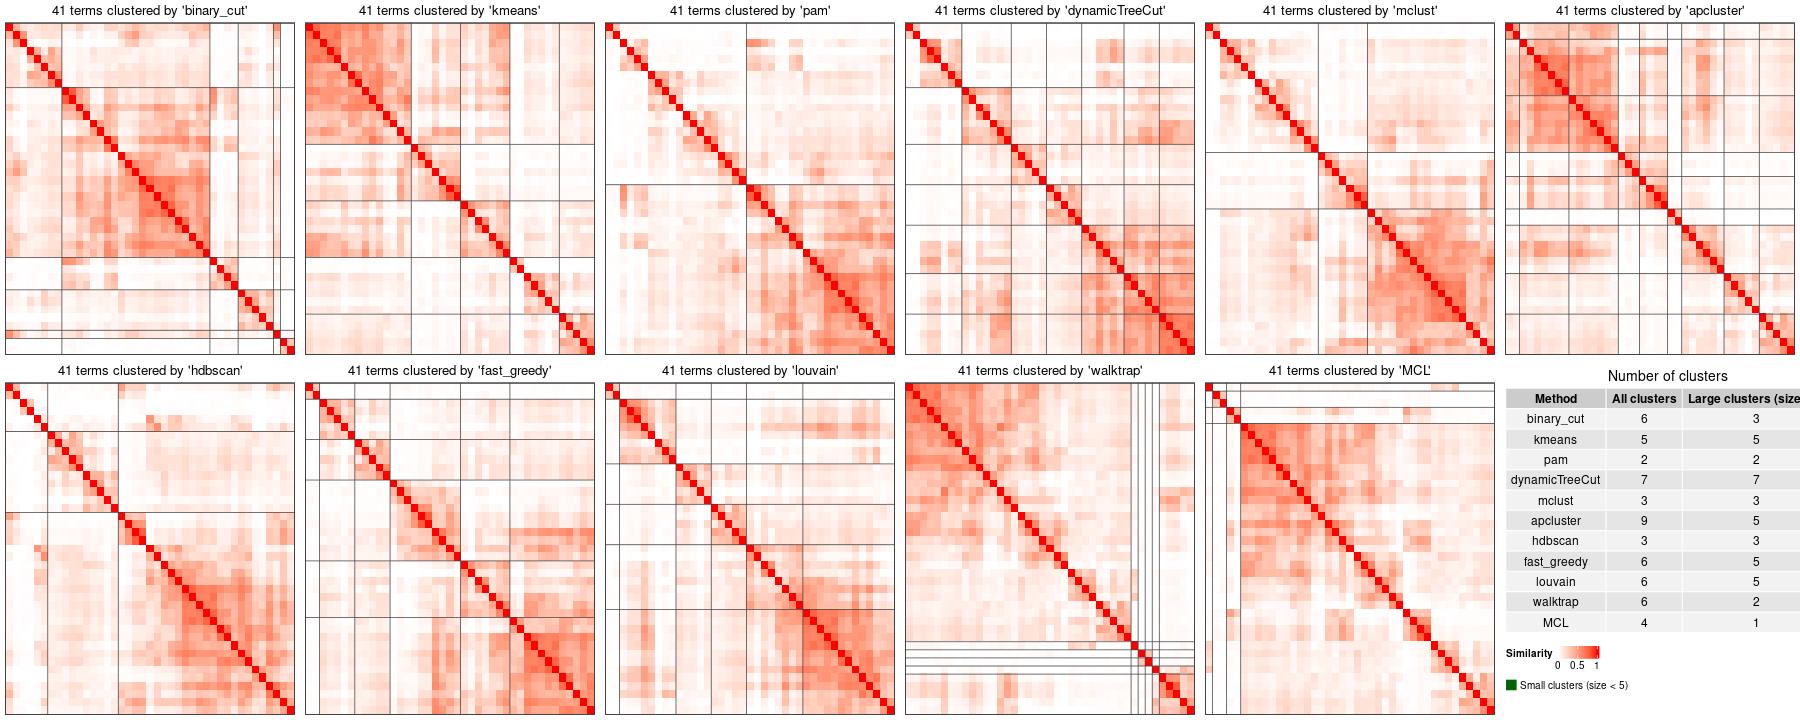 41 terms clustered by 'binary_cut'
41 terms clustered by 'kmeans'
41 terms clustered by 'pam'
41 terms clustered by 'dynamicTreeCut'
41 terms clustered by 'mclust'
41 terms clustered by 'apcluster'
41 terms clustered by 'hdbscan'
41 terms clustered by 'fast_greedy'
41 terms clustered by 'louvain'
41 terms clustered by 'walktrap'
41 terms clustered by 'MCL'
Number of clusters
Method All clusters Large clusters (size
binary_cut 6 3
kmeans 5 5
pam 2 2
dynamicTreeCut 7 7
mclust 3 3
apcluster 9 5
hdbscan 3 3
fast_greedy 6 5
louvain 6 5
walktrap 6 2
MCL 4 1
Similarity
0 0.5 1
Small clusters (size < 5)